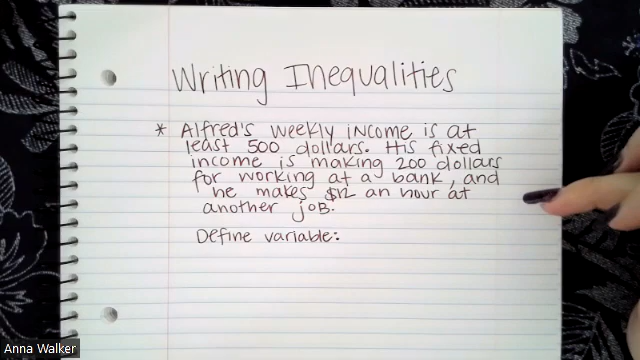 Writing Inequalities
* Alfred's weekly income is at
least 500 dollars. His fixed
income is making 200 dollars
for working at a bank, and
he makes $12 an hour at
another job.
Define variable:
Anna Walker